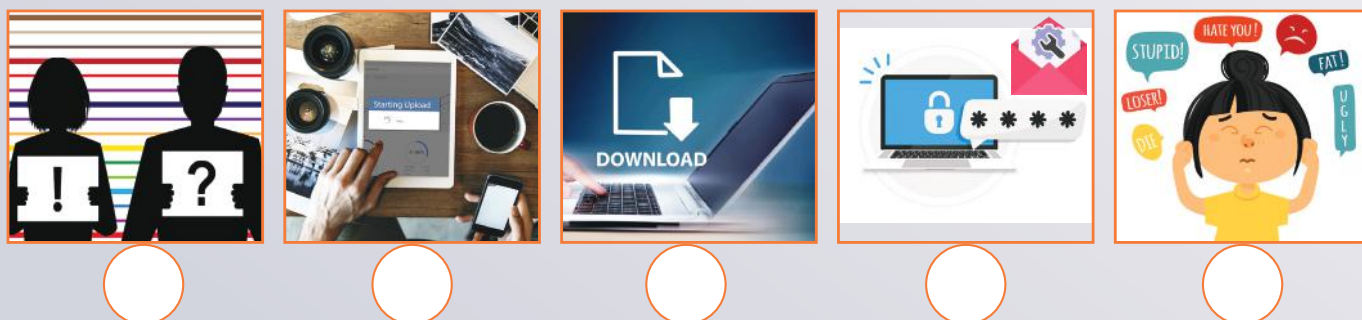 !
?
Starting Upload
DOWNLOAD
* * * *
STUPID!
HATE YOU!
FAT!
LOSER!
UGLY
DIE